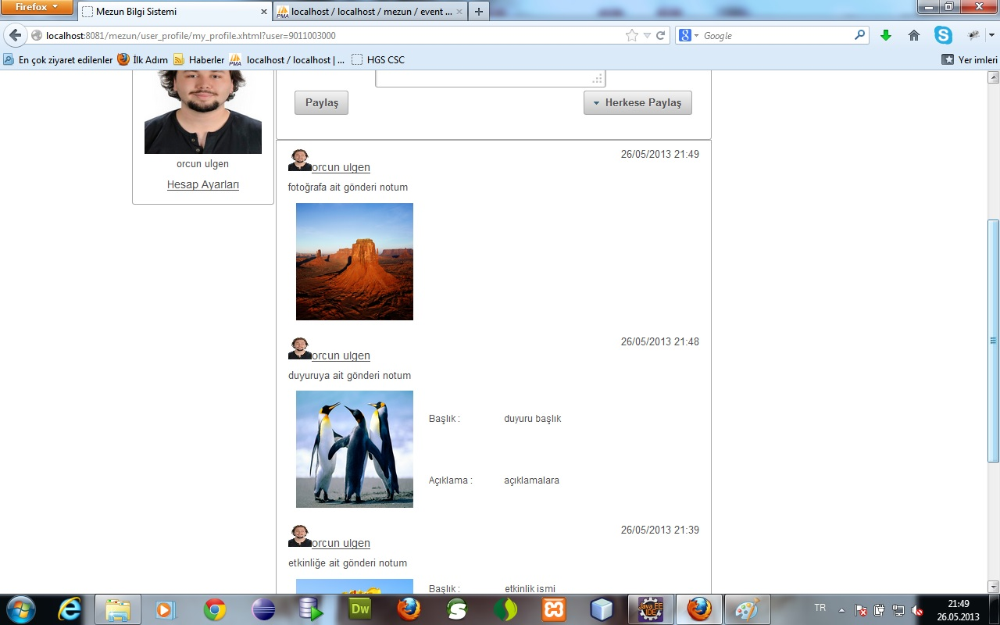 Firefox
Mezun Bilgi Sistemi
localhost / localhost / mezun / event ...
localhost:8081/mezun/user_profile/my_profile.xhtml?user=9011003000
Google
En çok ziyaret edilenler
İlk Adım
Haberler
localhost / localhost | ...
HGS CSC
Yer imleri
Paylaş
Herkese Paylaş
orcun ulgen
Hesap Ayarları
orcun ulgen
26/05/2013 21:49
fotoğrafa ait gönderi notum
orcun ulgen
26/05/2013 21:48
duyuruya ait gönderi notum
Başlık :
duyuru başlık
Açıklama :
açıklamalara
orcun ulgen
26/05/2013 21:39
etkinliğe ait gönderi notum
Başlık :
etkinlik ismi
Dw
Java EE
IDE
TR
21:49
26.05.2013